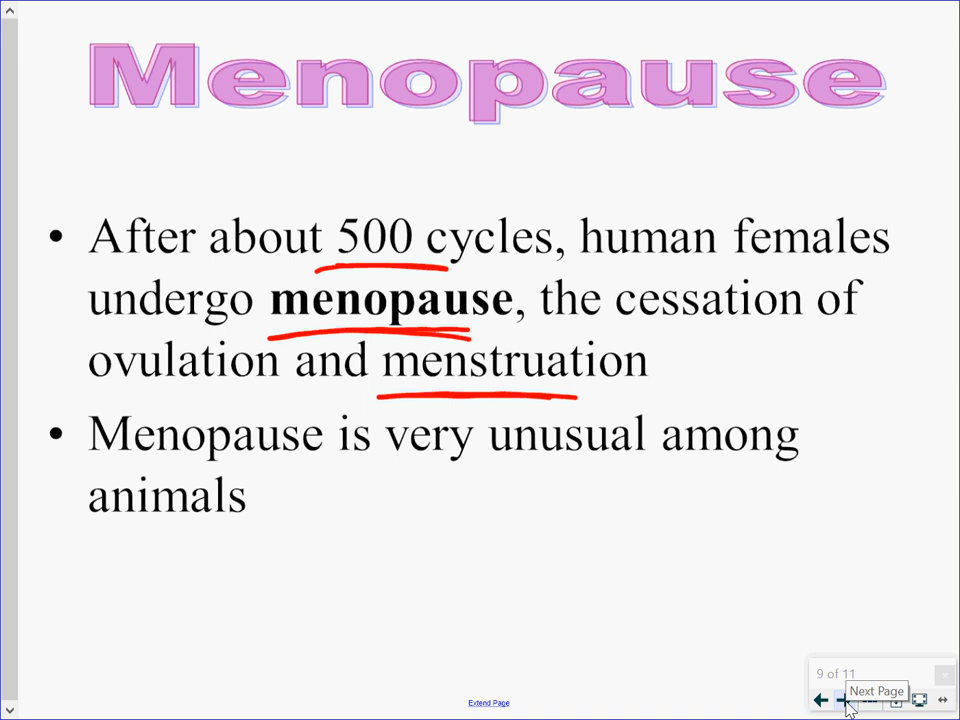 Menopause
• After about 500 cycles, human females
undergo menopause, the cessation of
ovulation and menstruation
• Menopause is very unusual among
animals
9 of 11
Next Page
Extend Page